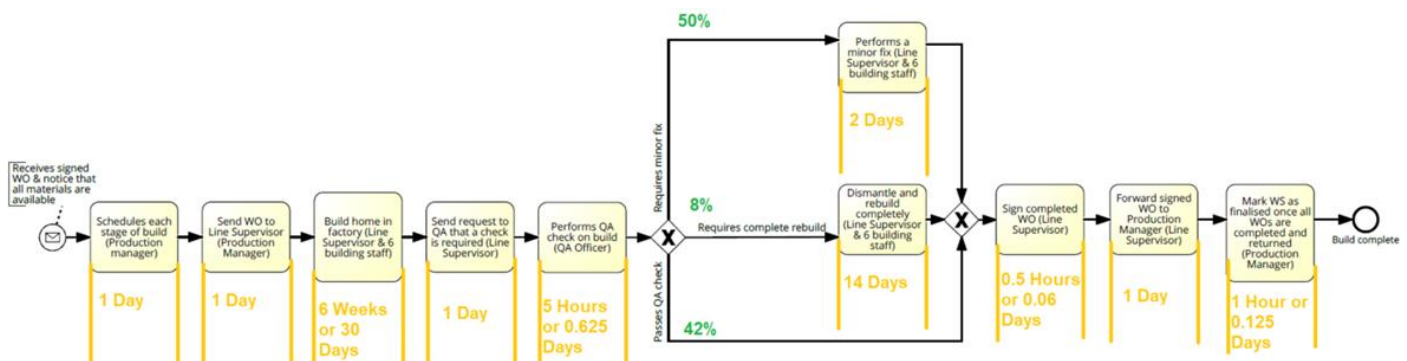 Receives signed
WO & notice that
all materials are
available
Schedules each
stage of build
(Production
manager)
1 Day
Send WO to
Line Supervisor
(Production
Manager)
1 Day
Build home in
factory (Line
Supervisor & 6
building staff)
6 Weeks
or 30
Days
Send request to
QA that a check
is required (Line
Supervisor)
1 Day
Performs QA
check on build
(QA Officer)
5 Hours
or 0.625
Days
X
50%
Requires minor fix
Performs a
minor fix (Line
Supervisor & 6
building staff)
2 Days
8%
Requires complete rebuild
Dismantle and
rebuild
completely (Line
Supervisor & 6
building staff)
14 Days
Passes QA check
42%
X
Sign completed
WO (Line
Supervisor)
0.5 Hours
or 0.06
Days
Forward signed
WO to
Production
Manager (Line
Supervisor)
1 Day
Mark WS as
finalised once all
WOs are
completed and
returned
(Production
Manager)
1 Hour or
0.125
Days
Build complete